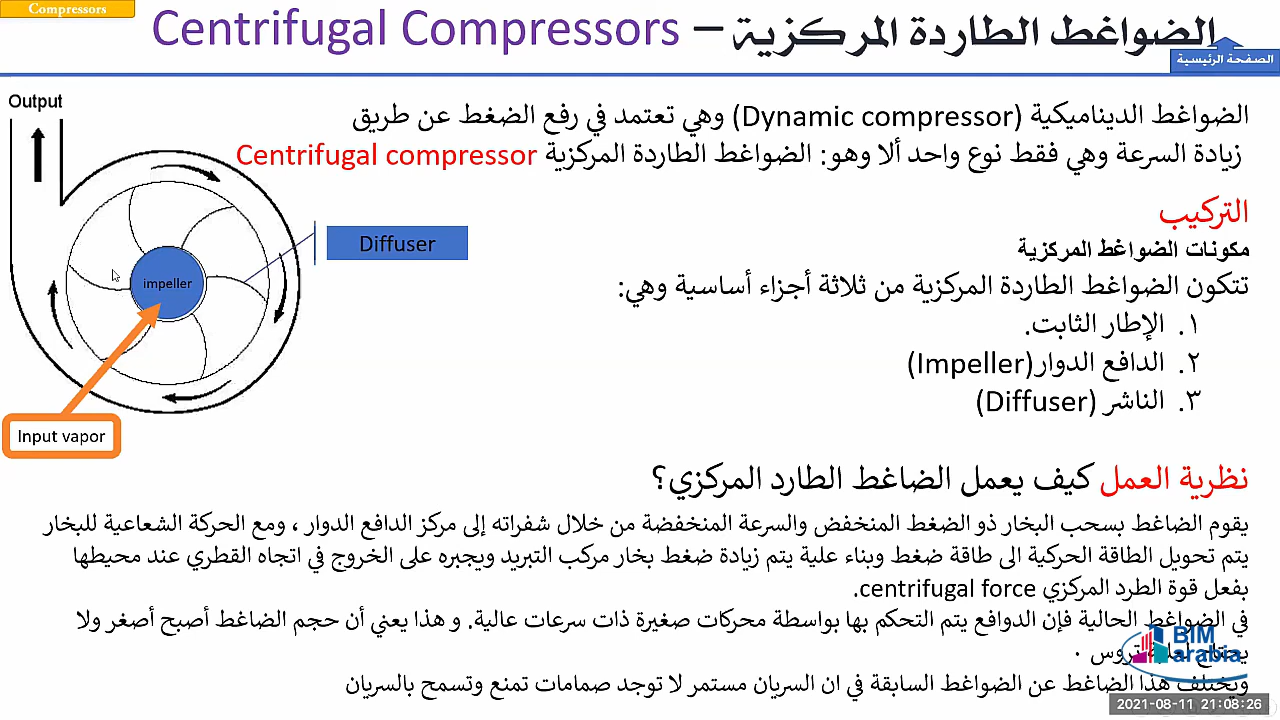 Compressors
الضواغط الطاردة المركزية – Centrifugal Compressors
الصفحة الرئيسية
Output
الضواغط الديناميكية (Dynamic compressor) وهي تعتمد في رفع الضغط عن طريق
زيادة السرعة وهي فقط نوع واحد ألا وهو: الضواغط الطاردة المركزية Centrifugal compressor
التركيب
مكونات الضواغط المركزية
Diffuser
impeller
تتكون الضواغط الطاردة المركزية من ثلاثة أجزاء أساسية وهي:
١. الإطار الثابت.
٢. الدافع الدوار(Impeller)
٣. الناشر (Diffuser)
Input vapor
نظرية العمل كيف يعمل الضاغط الطارد المركزي؟
يقوم الضاغط بسحب البخار ذو الضغط المنخفض والسرعة المنخفضة من خلال شفراته إلى مركز الدافع الدوار ، ومع الحركة الشعاعية للبخار
يتم تحويل الطاقة الحركية الى طاقة ضغط وبناء علية يتم زيادة ضغط بخار مركب التبريد ويجبره على الخروج في اتجاه القطري عند محيطها
بفعل قوة الطرد المركزي centrifugal force.
في الضواغط الحالية فإن الدوافع يتم التحكم بها بواسطة محركات صغيرة ذات سرعات عالية. و هذا يعني أن حجم الضاغط أصبح أصغر ولا
يحتاج تروس .
ويختلف هذا الضاغط عن الضواغط السابقة في ان السريان مستمر لا توجد صمامات تمنع وتسمح بالسريان
BIM
arabia
2021-08-11 21:08:26